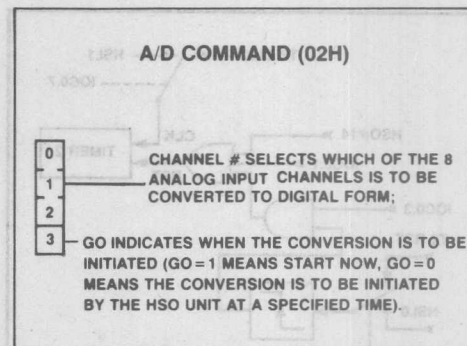 A/D COMMAND (02H)
0
CHANNEL # SELECTS WHICH OF THE 8
1
ANALOG INPUT CHANNELS IS TO BE
CONVERTED TO DIGITAL FORM;
2
3
GO INDICATES WHEN THE CONVERSION IS TO BE
INITIATED (GO=1 MEANS START NOW, GO=0
MEANS THE CONVERSION IS TO BE INITIATED
BY THE HSO UNIT AT A SPECIFIED TIME).